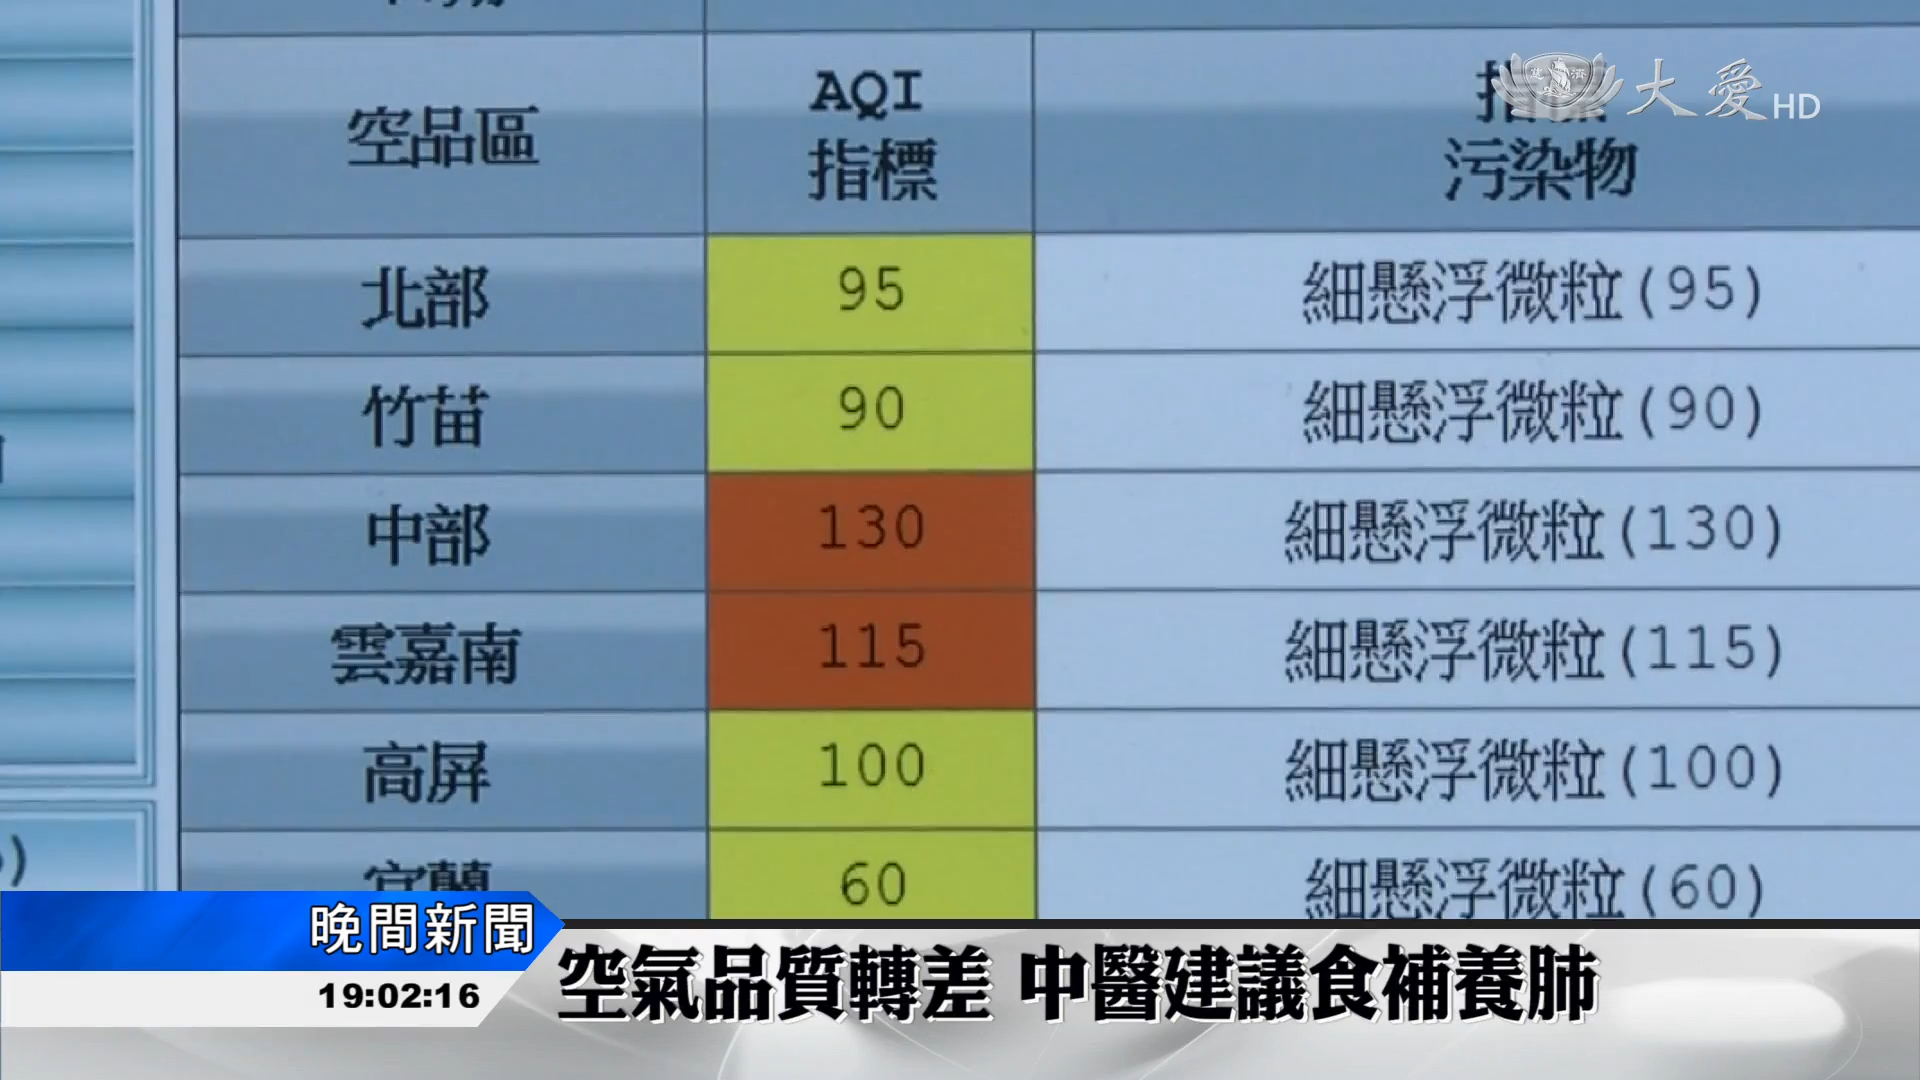 大愛HD
空品區
AQI
指標
指標
污染物
北部 95 細懸浮微粒(95)
竹苗 90 細懸浮微粒(90)
中部 130 細懸浮微粒(130)
雲嘉南 115 細懸浮微粒(115)
高屏 100 細懸浮微粒(100)
宜蘭 60 細懸浮微粒(60)
晚間新聞
19:02:16
空氣品質轉差 中醫建議食補養肺